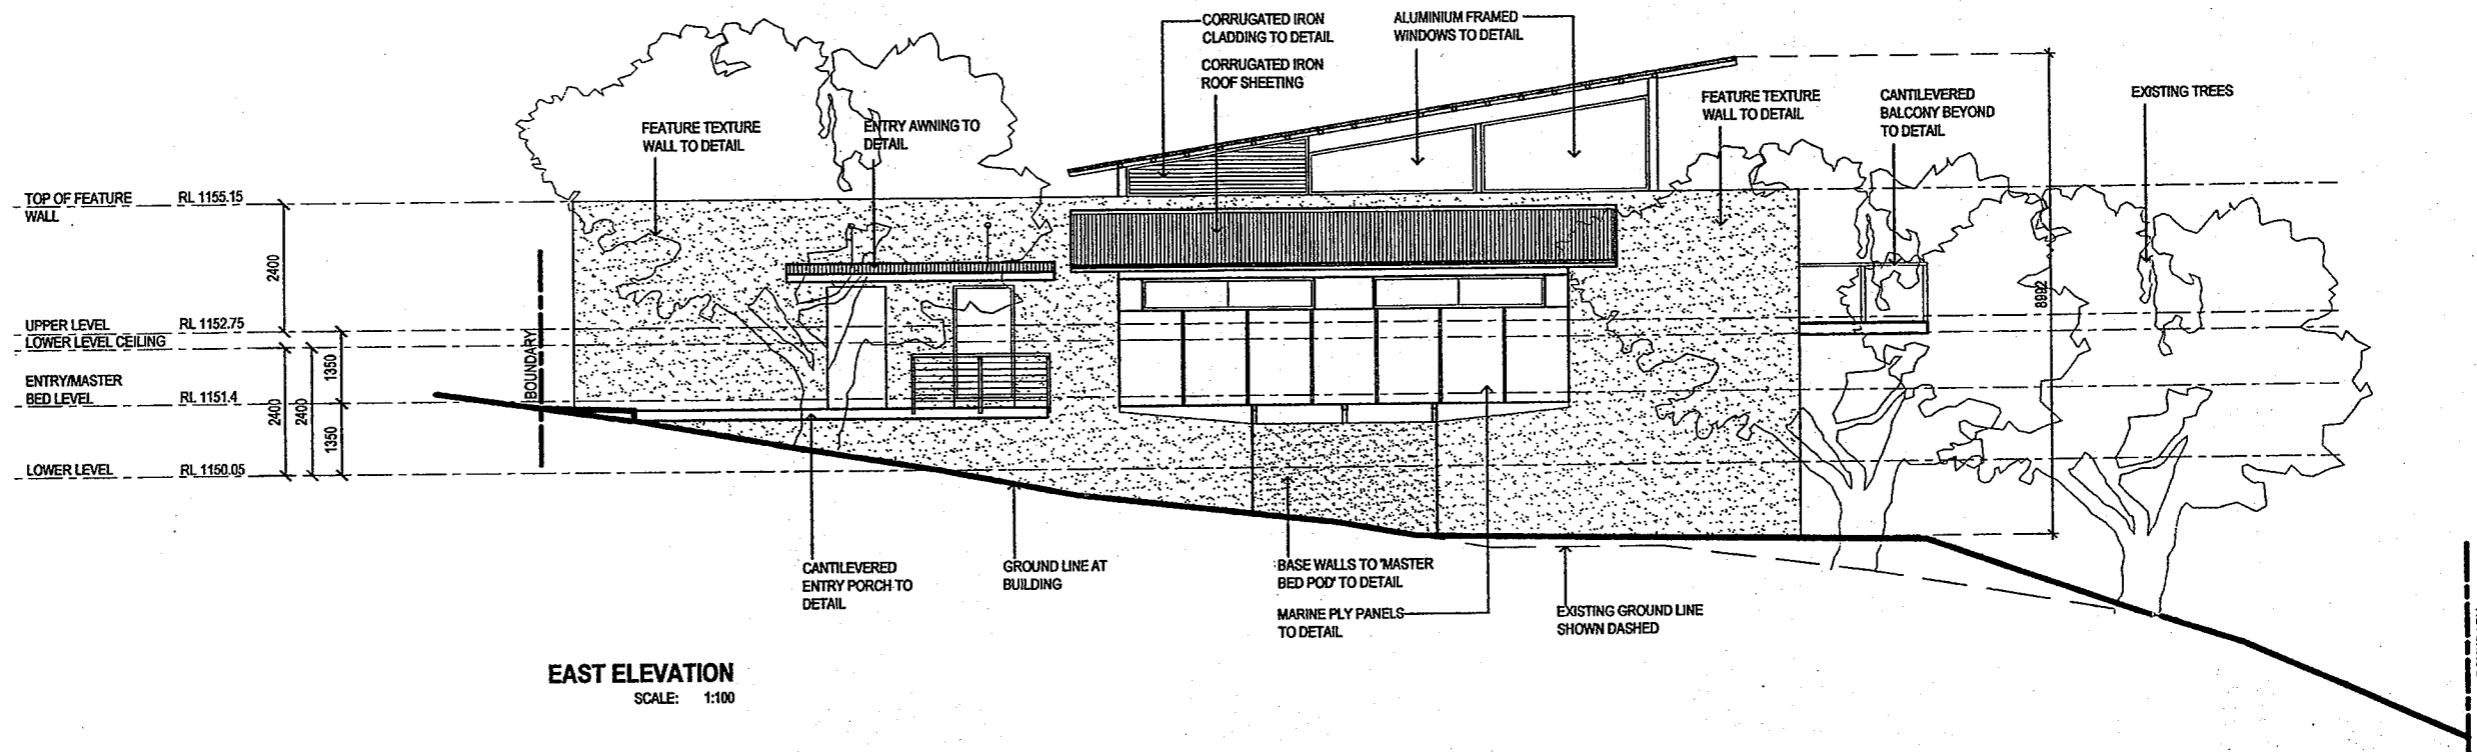 CORRUGATED IRON
CLADDING TO DETAIL
CORRUGATED IRON
ROOF SHEETING
ALUMINIUM FRAMED
WINDOWS TO DETAIL
FEATURE TEXTURE
WALL TO DETAIL
CANTILEVERED
BALCONY BEYOND
TO DETAIL
EXISTING TREES
FEATURE TEXTURE
WALL TO DETAIL
ENTRY AWNING TO
DETAIL
TOP OF FEATURE
WALL
RL 1155.15
2400
UPPER LEVEL
RL 1152.75
LOWER LEVEL CEILING
ENTRY/MASTER
BED LEVEL
RL 1151.4
2400
2400
1350
1350
LOWER LEVEL
RL 1150.05
BOUNDARY
8992
CANTILEVERED
ENTRY PORCH TO
DETAIL
GROUND LINE AT
BUILDING
BASE WALLS TO 'MASTER
BED POD' TO DETAIL
MARINE PLY PANELS
TO DETAIL
EXISTING GROUND LINE
SHOWN DASHED
EAST ELEVATION
SCALE: 1:100